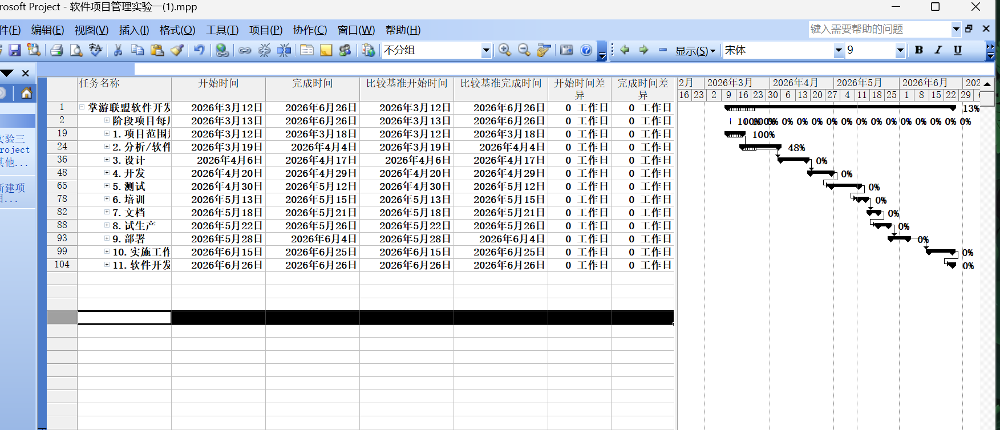 rosoft Project - 软件项目管理实验一(1).mpp
件(F) 编辑(E) 视图(V) 插入(I) 格式(O) 工具(T) 项目(P) 协作(C) 窗口(W) 帮助(H) 键入需要帮助的问题
不分组 显示(S) 宋体 9 B I U
实验三
roject
其他...
新建项
目...
任务名称 开始时间 完成时间 比较基准开始时间 比较基准完成时间 开始时间差异 完成时间差异
2月 2026年3月 2026年4月 2026年5月 2026年6月 202
16 23 2 9 16 23 30 6 13 20 27 4 11 18 25 1 8 15 22 29 6
1 掌游联盟软件开发 2026年3月12日 2026年6月26日 2026年3月12日 2026年6月26日 0 工作日 0 工作日 13%
2 阶段项目每 2026年3月13日 2026年6月26日 2026年3月13日 2026年6月26日 0 工作日 0 工作日 100% 100% 0% 0% 0% 0% 0% 0% 0% 0% 0% 0% 0% 0% 0%
19 1. 项目范围 2026年3月12日 2026年3月18日 2026年3月12日 2026年3月18日 0 工作日 0 工作日 100%
24 2. 分析/软件 2026年3月19日 2026年4月4日 2026年3月19日 2026年4月4日 0 工作日 0 工作日 48%
36 3. 设计 2026年4月6日 2026年4月17日 2026年4月6日 2026年4月17日 0 工作日 0 工作日 0%
48 4. 开发 2026年4月20日 2026年4月29日 2026年4月20日 2026年4月29日 0 工作日 0 工作日 0%
65 5. 测试 2026年4月30日 2026年5月12日 2026年4月30日 2026年5月12日 0 工作日 0 工作日 0%
78 6. 培训 2026年5月13日 2026年5月15日 2026年5月13日 2026年5月15日 0 工作日 0 工作日 0%
82 7. 文档 2026年5月18日 2026年5月21日 2026年5月18日 2026年5月21日 0 工作日 0 工作日 0%
88 8. 试生产 2026年5月22日 2026年5月26日 2026年5月22日 2026年5月26日 0 工作日 0 工作日 0%
93 9. 部署 2026年5月28日 2026年6月4日 2026年5月28日 2026年6月4日 0 工作日 0 工作日 0%
99 10. 实施工作 2026年6月15日 2026年6月25日 2026年6月15日 2026年6月25日 0 工作日 0 工作日 0%
104 11. 软件开发 2026年6月26日 2026年6月26日 2026年6月26日 2026年6月26日 0 工作日 0 工作日 0%